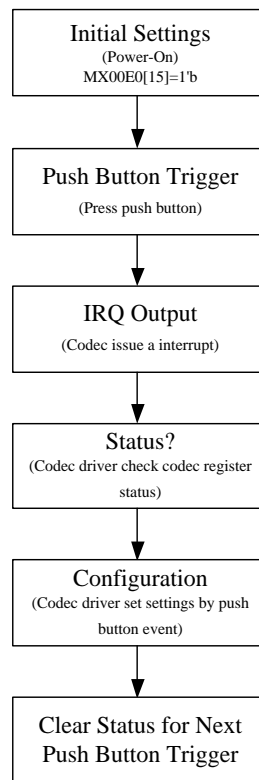 Initial Settings
(Power-On)
MX00E0[15]=1'b
Push Button Trigger
(Press push button)
IRQ Output
(Codec issue a interrupt)
Status?
(Codec driver check codec register
status)
Configuration
(Codec driver set settings by push
button event)
Clear Status for Next
Push Button Trigger